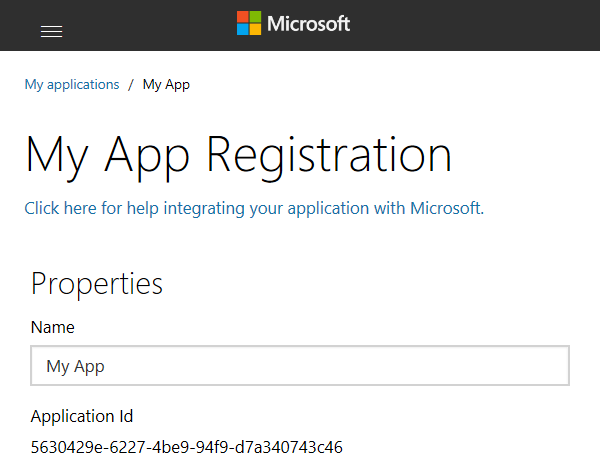 Microsoft
My applications / My App
My App Registration
Click here for help integrating your application with Microsoft.
Properties
Name
My App
Application Id
5630429e-6227-4be9-94f9-d7a340743c46